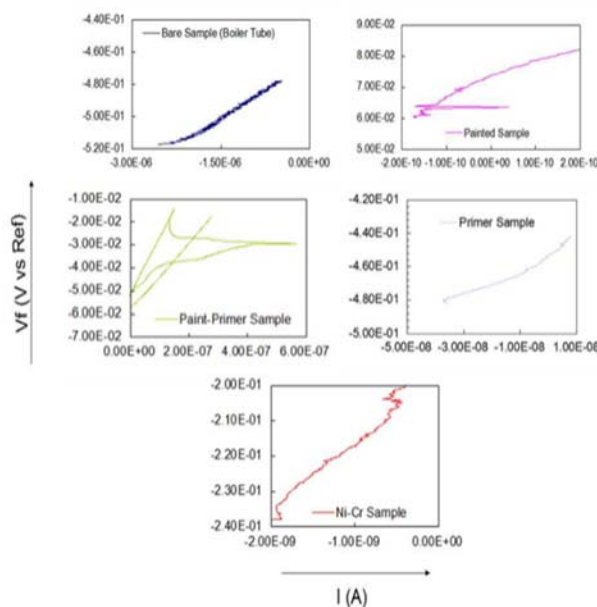 -4.40E-01
Bare Sample (Boiler Tube)
-4.80E-01
-5.00E-01
-5.20E-01
-3.00E-06 -1.50E-06 0.00E+00
9.00E-02
8.00E-02
7.00E-02
6.00E-02
Painted Sample
5.00E-02
-2.00E-10 -1.00E-10 0.00E+00 1.00E-10 2.00E-10
Vf (V vs Ref)
-1.00E-02
-2.00E-02
-3.00E-02
-4.00E-02
-5.00E-02
-6.00E-02
Paint-Primer Sample
-7.00E-02
0.00E+00 2.00E-07 4.00E-07 6.00E-07
-4.20E-01
Primer Sample
-4.40E-01
-4.80E-01
-5.00E-01
-5.00E-08 -3.00E-08 -1.00E-08 1.00E-08
-2.00E-01
-2.10E-01
-2.20E-01
-2.30E-01
Ni-Cr Sample
-2.40E-01
-2.00E-09 -1.00E-09 0.00E+00
I (A)